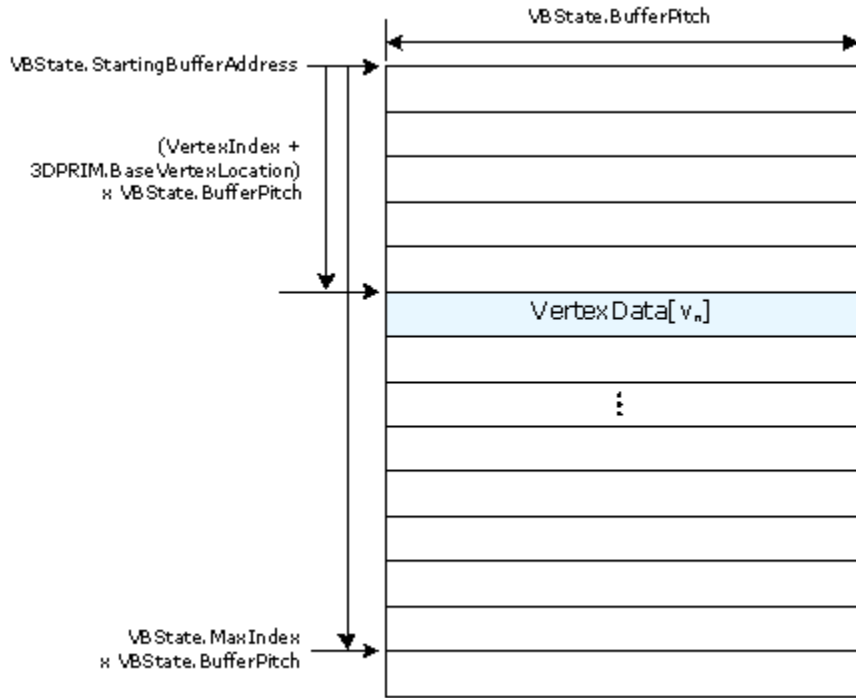 VBState.BufferPitch
VBState.StartingBufferAddress
(VertexIndex +
3DPRIM.BaseVertexLocation)
x VBState.BufferPitch
VertexData[vₙ]
⋮
VBState.MaxIndex
x VBState.BufferPitch